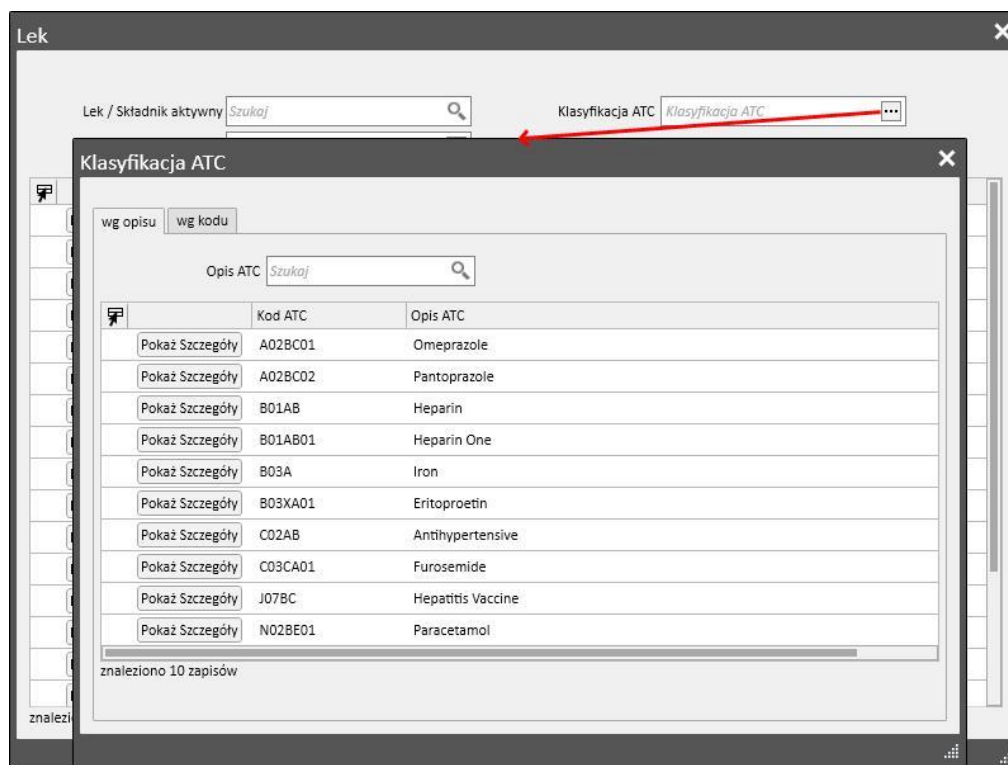 Lek
Lek / Składnik aktywny Szukaj Klasyfikacja ATC Klasyfikacja ATC ...
Klasyfikacja ATC
wg opisu wg kodu
Opis ATC Szukaj
Kod ATC Opis ATC
Pokaż Szczegóły A02BC01 Omeprazole
Pokaż Szczegóły A02BC02 Pantoprazole
Pokaż Szczegóły B01AB Heparin
Pokaż Szczegóły B01AB01 Heparin One
Pokaż Szczegóły B03A Iron
Pokaż Szczegóły B03XA01 Eritoproetin
Pokaż Szczegóły C02AB Antihypertensive
Pokaż Szczegóły C03CA01 Furosemide
Pokaż Szczegóły J07BC Hepatitis Vaccine
Pokaż Szczegóły N02BE01 Paracetamol
znaleziono 10 zapisów
znalezi